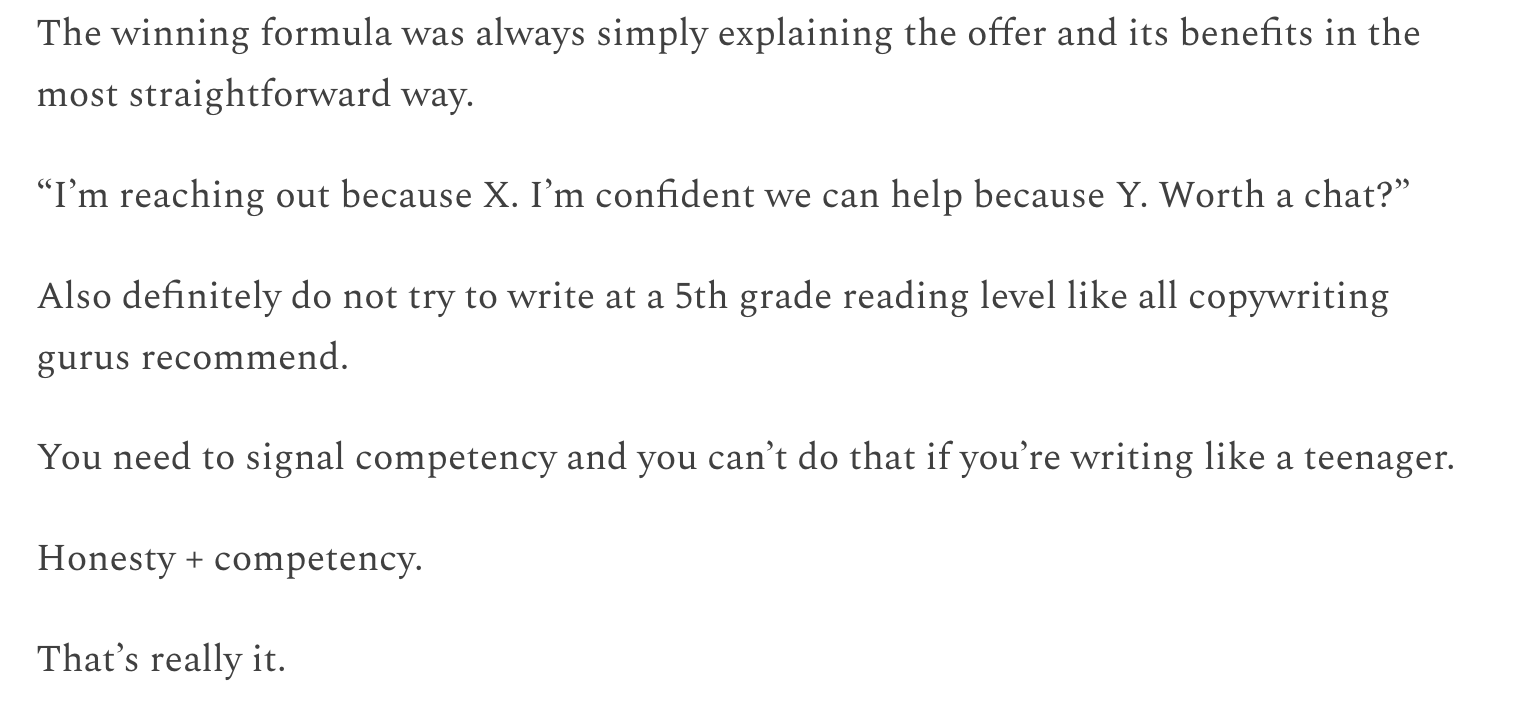 The winning formula was always simply explaining the offer and its benefits in the
most straightforward way.
“I’m reaching out because X. I’m confident we can help because Y. Worth a chat?”
Also definitely do not try to write at a 5th grade reading level like all copywriting
gurus recommend.
You need to signal competency and you can’t do that if you’re writing like a teenager.
Honesty + competency.
That’s really it.